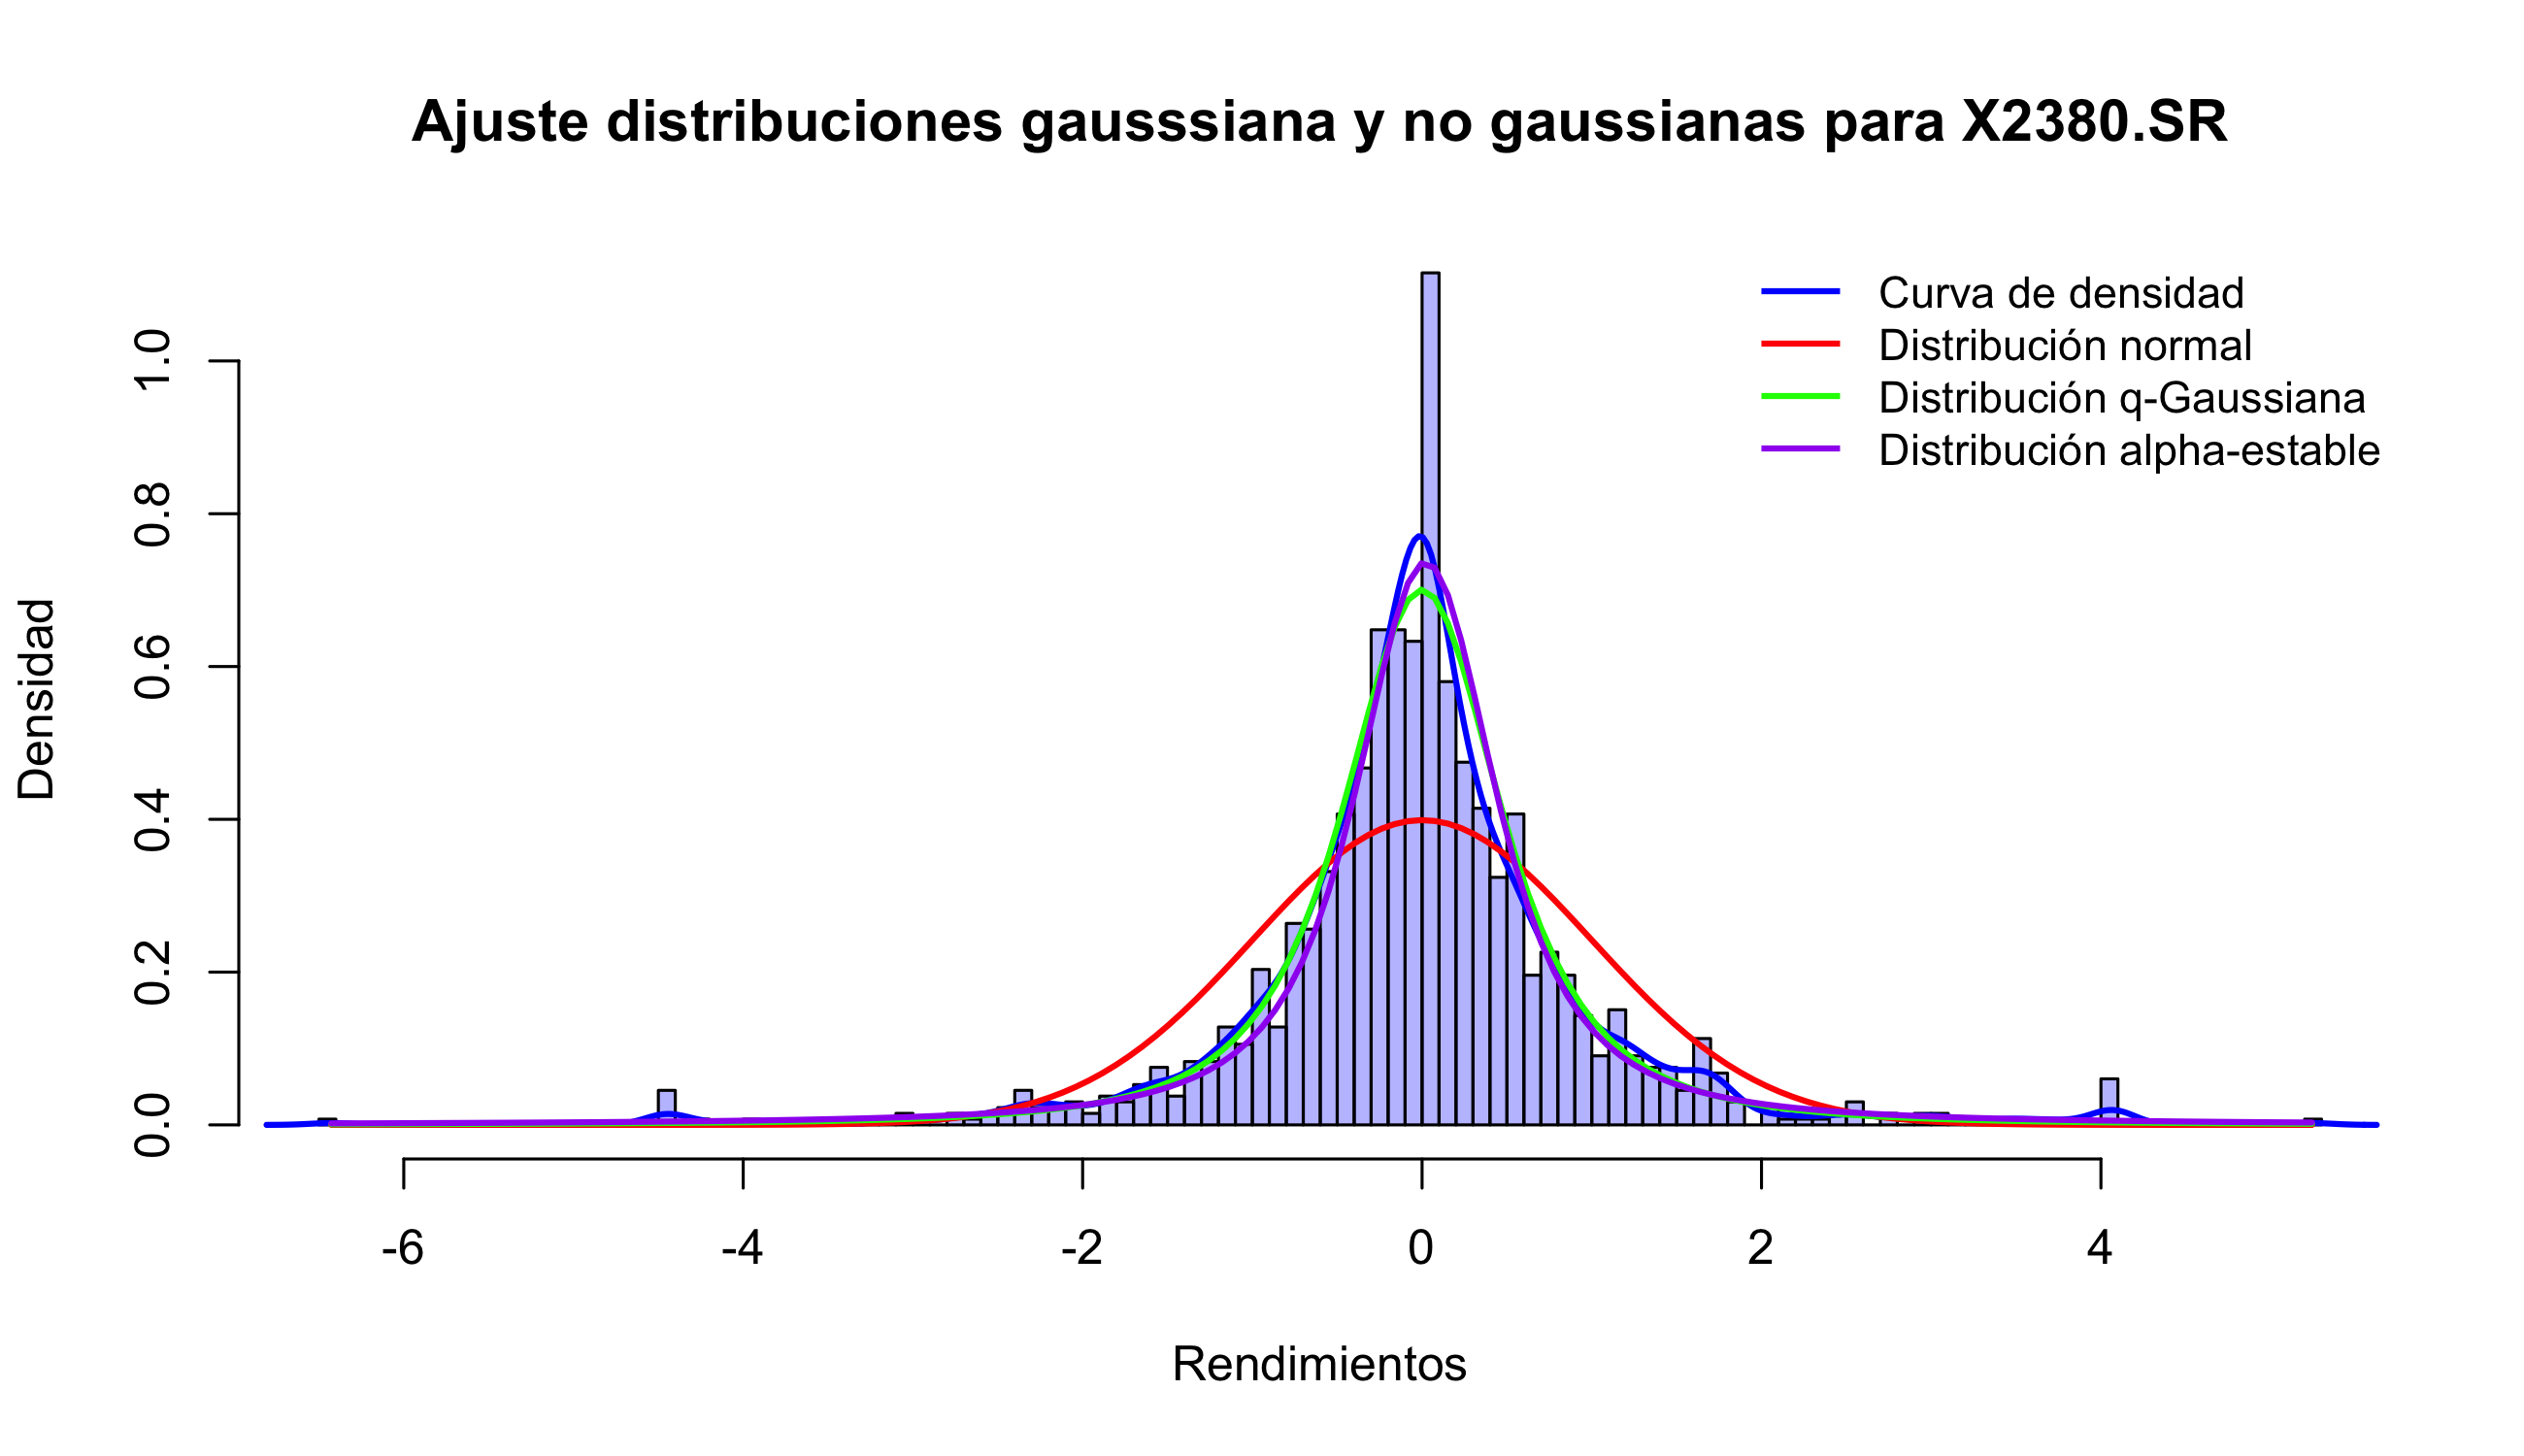 Ajuste distribuciones gausssiana y no gaussianas para X2380.SR
Curva de densidad
Distribución normal
Distribución q-Gaussiana
Distribución alpha-estable
Densidad
1.0
0.8
0.6
0.4
0.2
0.0
-6 -4 -2 0 2 4
Rendimientos